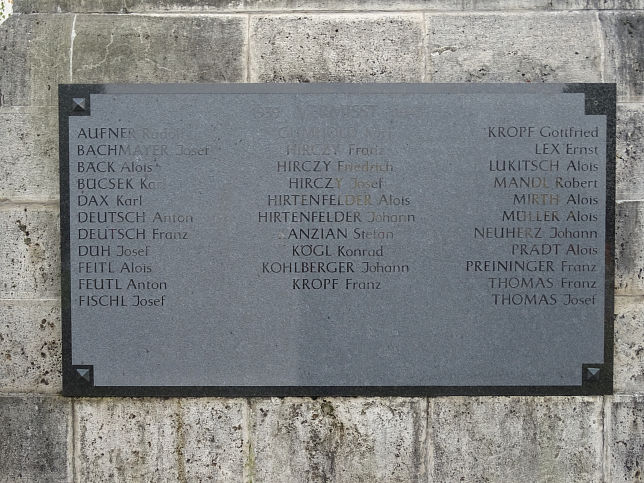 VERMISST
AUFNER Rudolf
BACHMAYER Josef
BACK Alois
BUCSEK Karl
DAX Karl
DEUTSCH Anton
DEUTSCH Franz
DUH Josef
FEITL Alois
FEUTL Anton
FISCHL Josef
HIRCZY Franz
HIRCZY Friedrich
HIRCZY Josef
HIRTENFELDER Alois
HIRTENFELDER Johann
KANZIAN Stefan
KÖGL Konrad
KOHLBERGER Johann
KROPF Franz
KROPF Gottfried
LEX Ernst
LUKITSCH Alois
MANDL Robert
MIRTH Alois
MÜLLER Alois
NEUHERZ Johann
PRADT Alois
PREININGER Franz
THOMAS Franz
THOMAS Josef